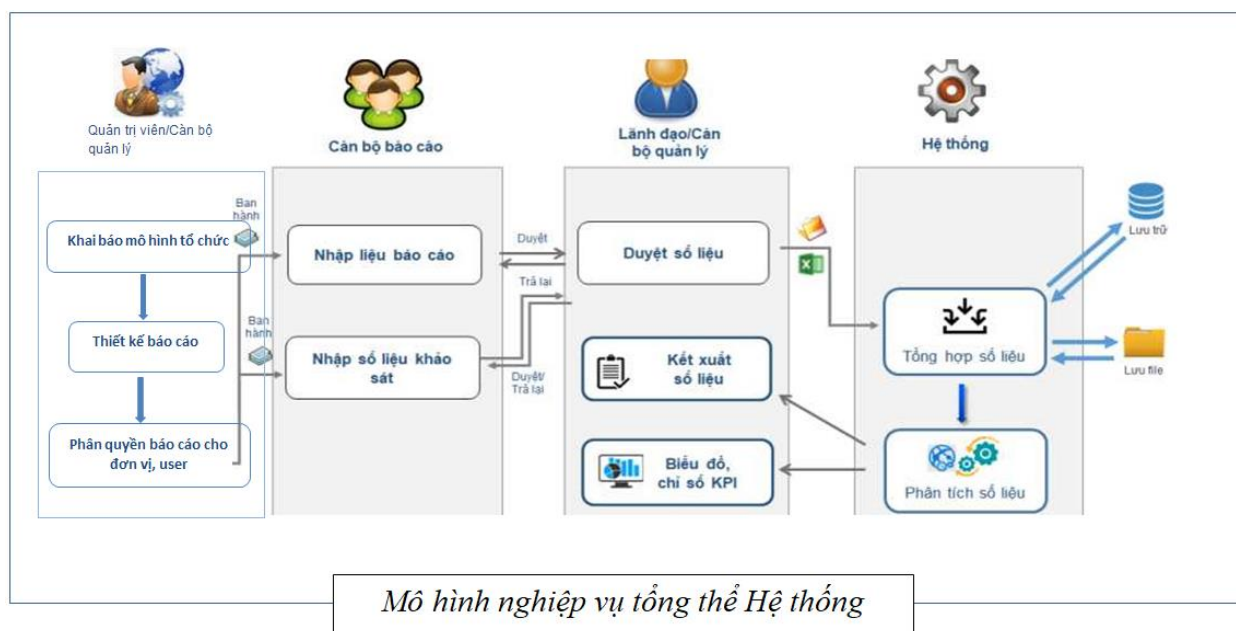 Quản trị viên/Càn bộ
quản lý
Càn bộ bào cáo
Lãnh đạo/Cán
bộ quản lý
Hệ thống
Ban
hành
Khai báo mô hình tổ chức
Nhập liệu báo cáo
Duyệt
Trả lại
Duyệt số liệu
Lưu trữ
Thiết kế báo cáo
Ban
hành
Nhập số liệu khảo
sát
Duyệt/
Trả lại
Kết xuất
số liệu
Tổng hợp số liệu
Lưu file
Phân quyền báo cáo cho
đơn vị, user
Biểu đồ,
chỉ số KPI
Phân tích số liệu
Mô hình nghiệp vụ tổng thể Hệ thống